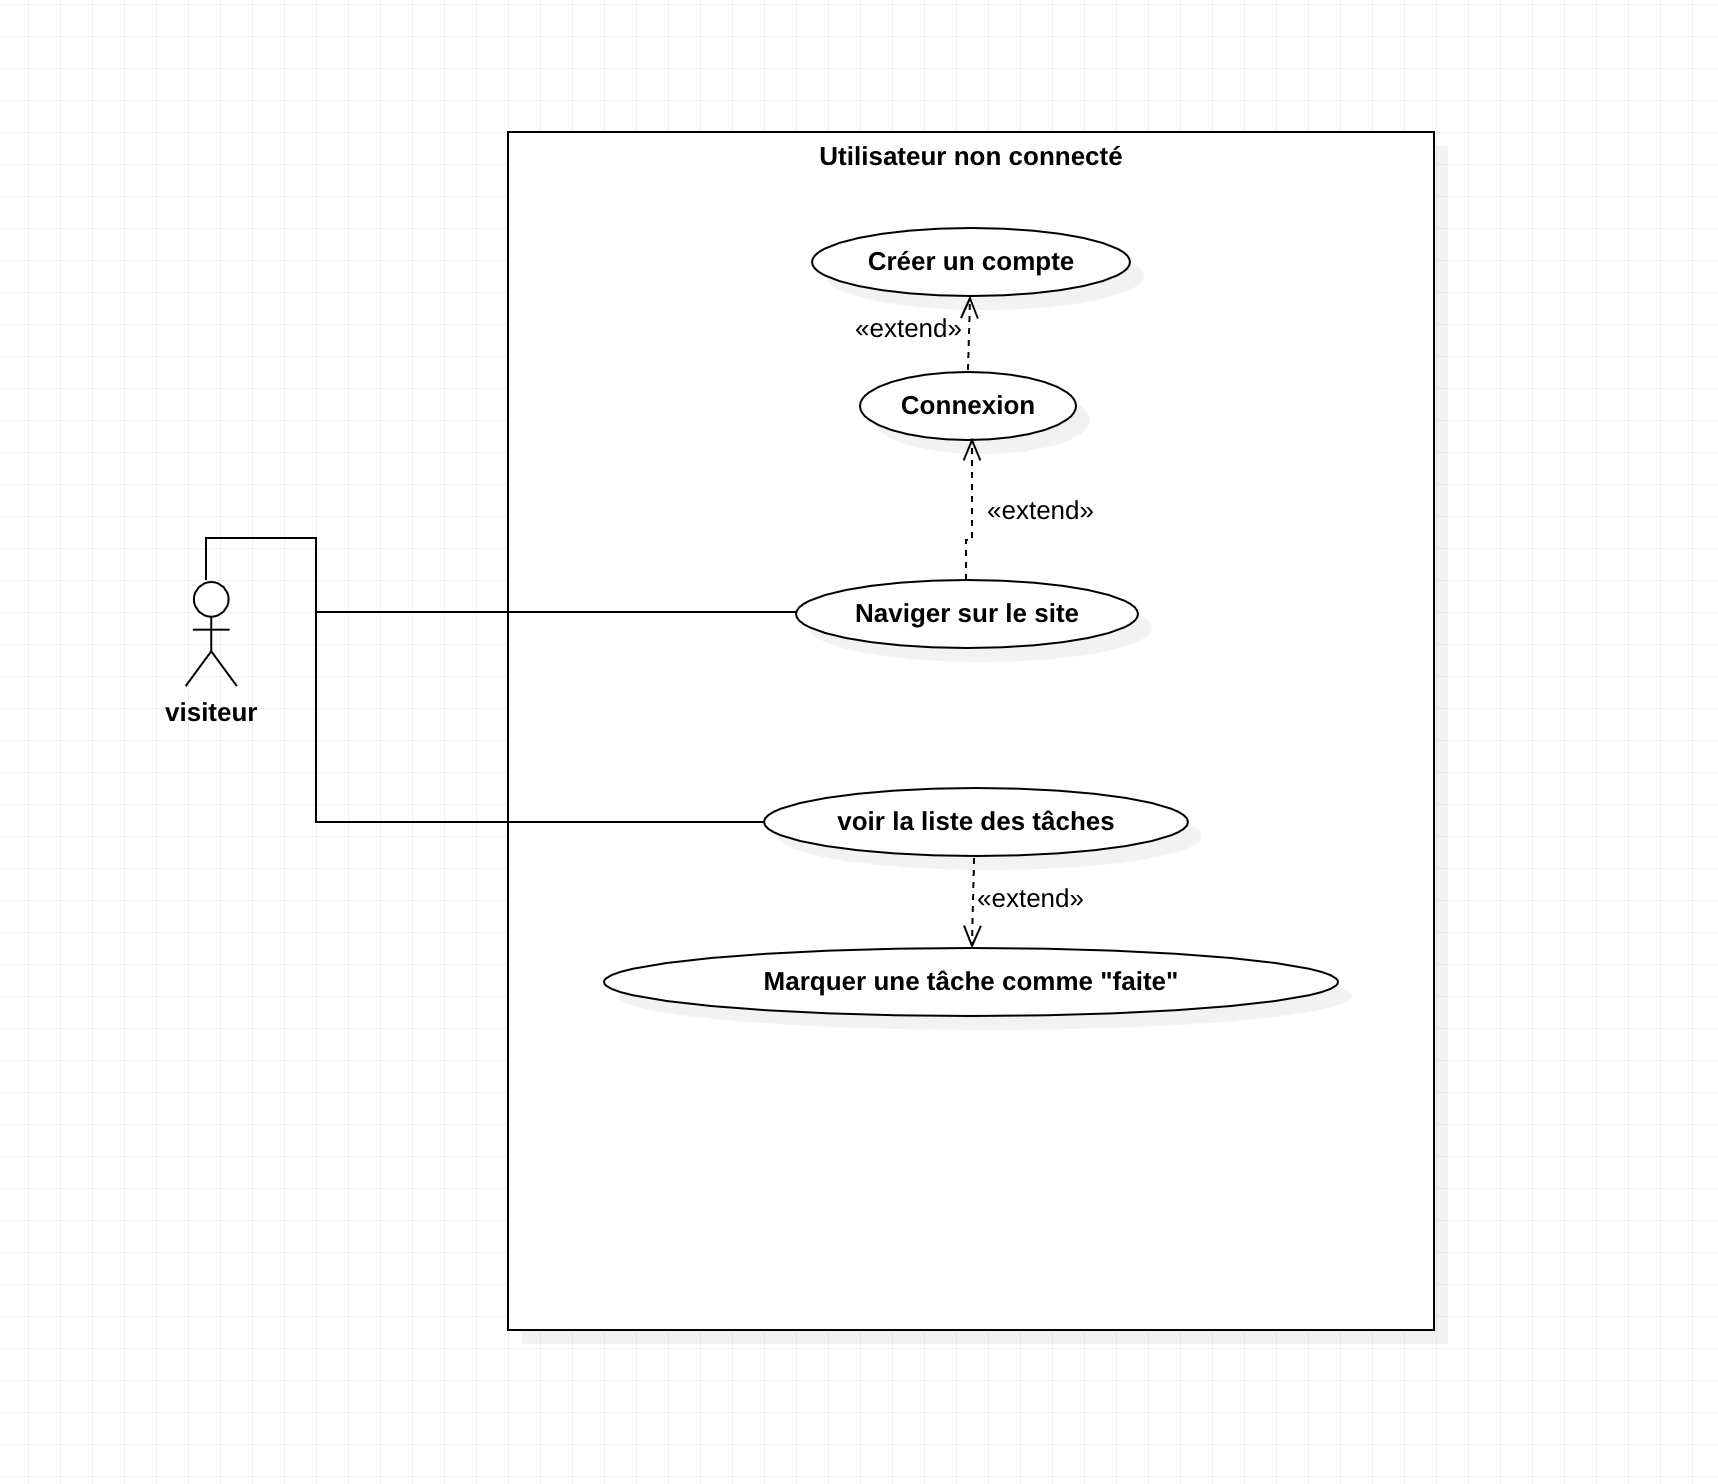 Utilisateur non connecté
Créer un compte
«extend»
Connexion
«extend»
Naviger sur le site
visiteur
voir la liste des tâches
«extend»
Marquer une tâche comme "faite"